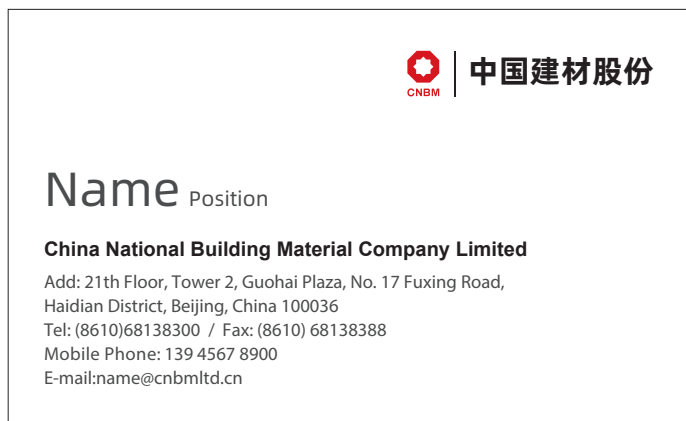 CNBM
中国建材股份
Name Position
China National Building Material Company Limited
Add: 21th Floor, Tower 2, Guohai Plaza, No. 17 Fuxing Road,
Haidian District, Beijing, China 100036
Tel: (8610)68138300 / Fax: (8610) 68138388
Mobile Phone: 139 4567 8900
E-mail:name@cnbmltd.cn